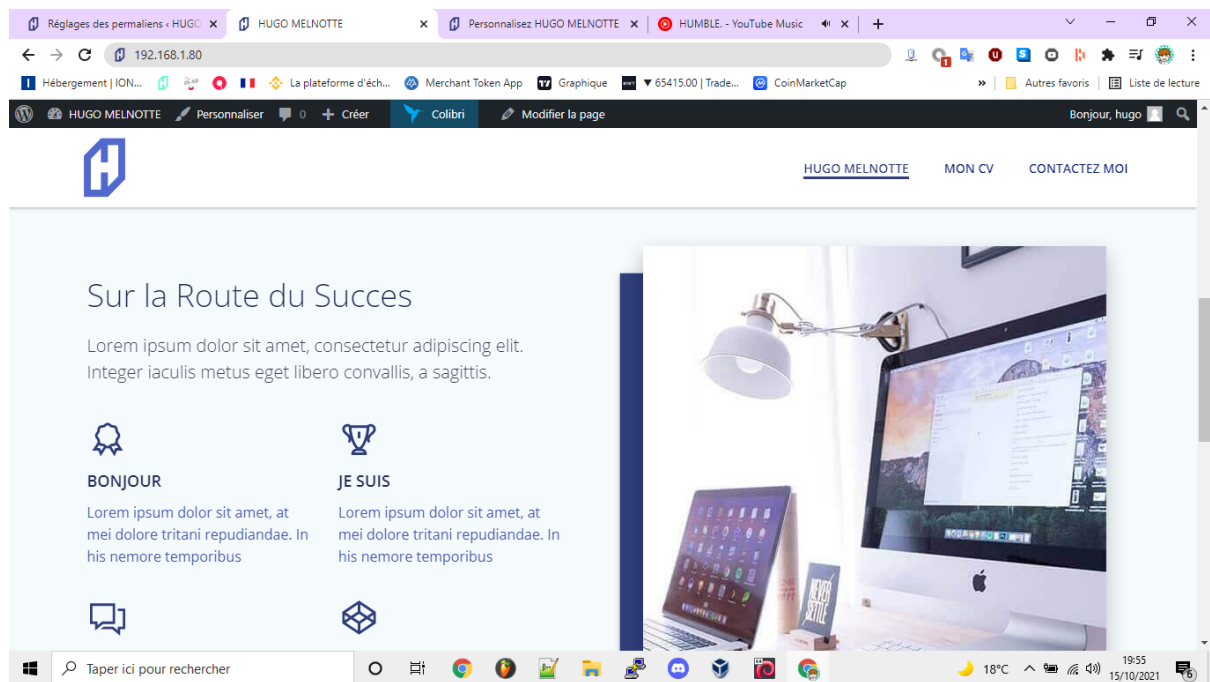 Réglages des permaliens ‹ HUGO
HUGO MELNOTTE
Personnalisez HUGO MELNOTTE
HUMBLE. - YouTube Music
192.168.1.80
1
Hébergement | ION...
La plateforme d'éch...
Merchant Token App
Graphique
▼ 65415.00 | Trade...
CoinMarketCap
»
Autres favoris
Liste de lecture
HUGO MELNOTTE
Personnaliser
0
+ Créer
Colibri
Modifier la page
Bonjour, hugo
HUGO MELNOTTE
MON CV
CONTACTEZ MOI
Sur la Route du Succes
Lorem ipsum dolor sit amet, consectetur adipiscing elit.
Integer iaculis metus eget libero convallis, a sagittis.
BONJOUR
Lorem ipsum dolor sit amet, at
mei dolore tritani repudiandae. In
his nemore temporibus
JE SUIS
Lorem ipsum dolor sit amet, at
mei dolore tritani repudiandae. In
his nemore temporibus
NEVER
SETTLE
Taper ici pour rechercher
18°C
19:55
15/10/2021
6